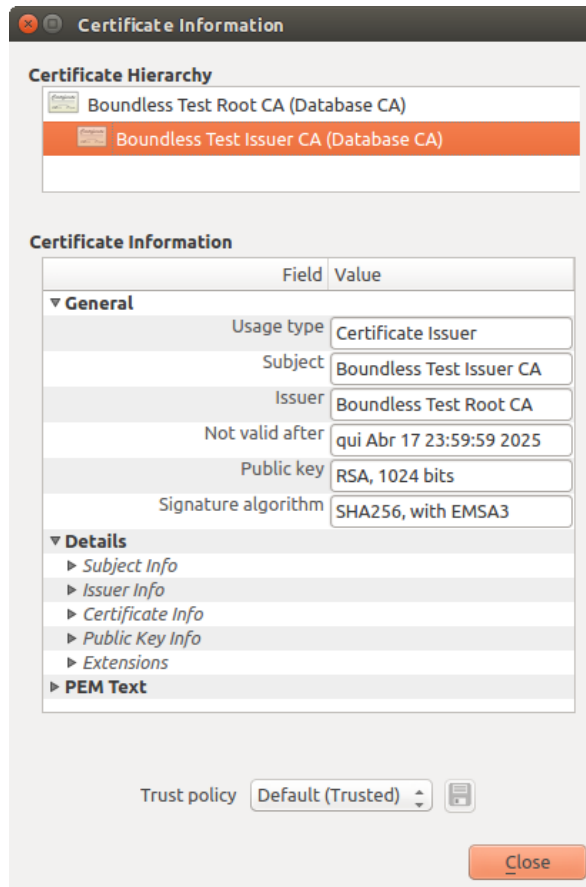 Certificate Information
Certificate Hierarchy
Boundless Test Root CA (Database CA)
Boundless Test Issuer CA (Database CA)
Certificate Information
Field Value
General
Usage type Certificate Issuer
Subject Boundless Test Issuer CA
Issuer Boundless Test Root CA
Not valid after qui Abr 17 23:59:59 2025
Public key RSA, 1024 bits
Signature algorithm SHA256, with EMSA3
Details
Subject Info
Issuer Info
Certificate Info
Public Key Info
Extensions
PEM Text
Trust policy Default (Trusted)
Close